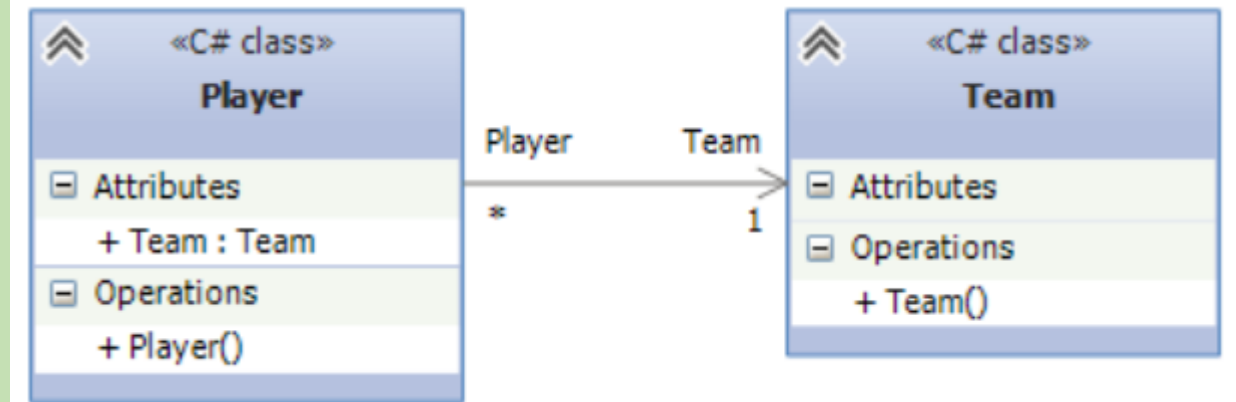 «C# class»
Player
Attributes
+ Team : Team
Operations
+ Player()
Player
Team
*
1
«C# class»
Team
Attributes
Operations
+ Team()